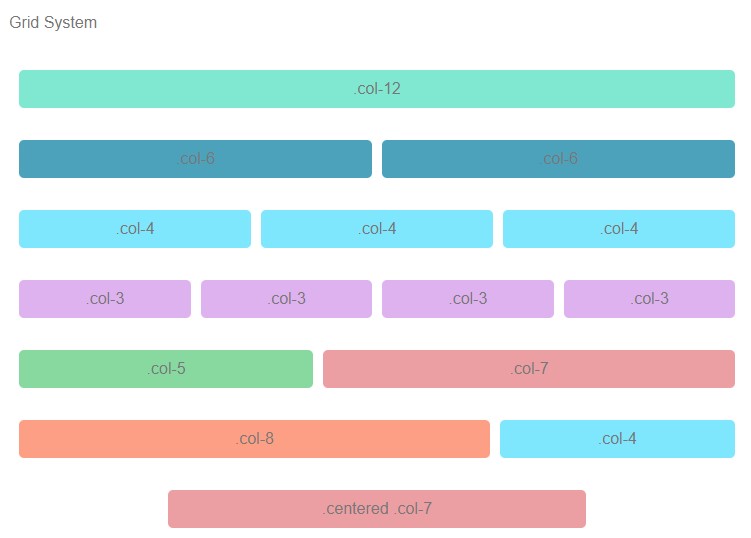 Grid System
.col-12
.col-6 .col-6
.col-4 .col-4 .col-4
.col-3 .col-3 .col-3 .col-3
.col-5 .col-7
.col-8 .col-4
.centered .col-7